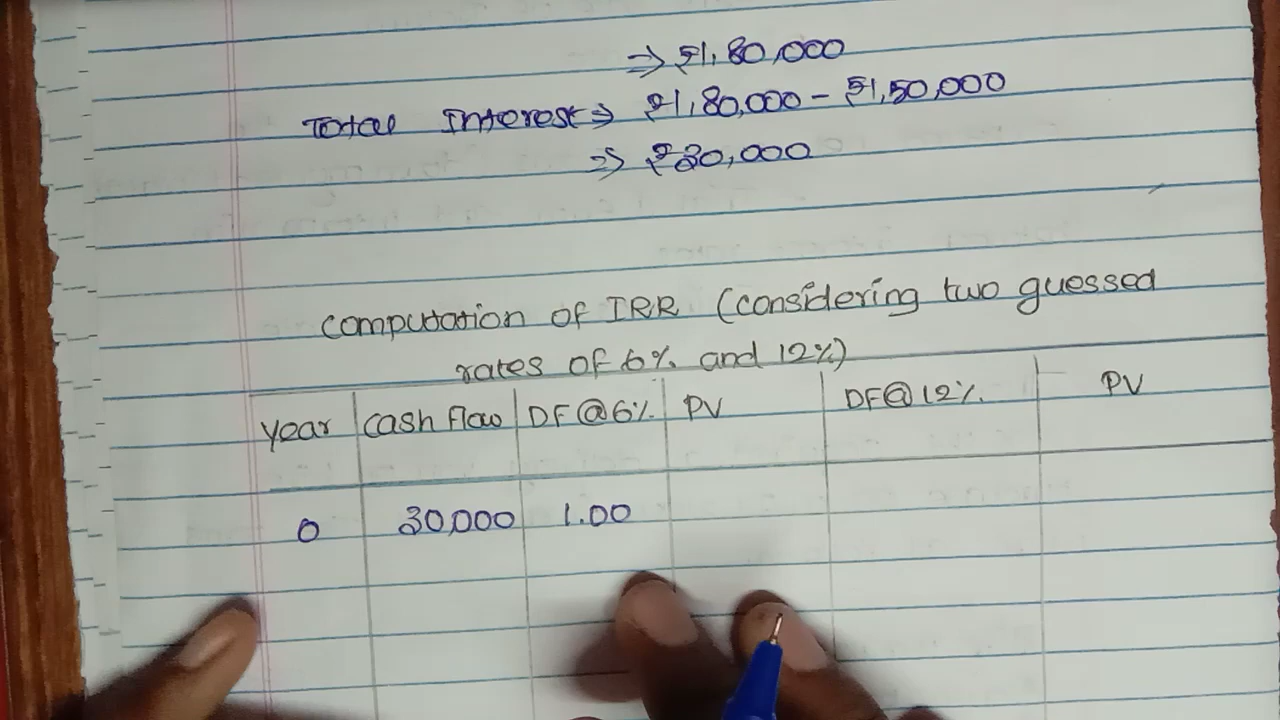 ⇒ ₹1,80,000
Total Interest ⇒ ₹1,80,000 - ₹1,50,000
⇒ ₹30,000
Computation of IRR (considering two guessed
rates of 6% and 12%)
year cash flow DF@6% PV DF@12% PV
0 30,000 1.00